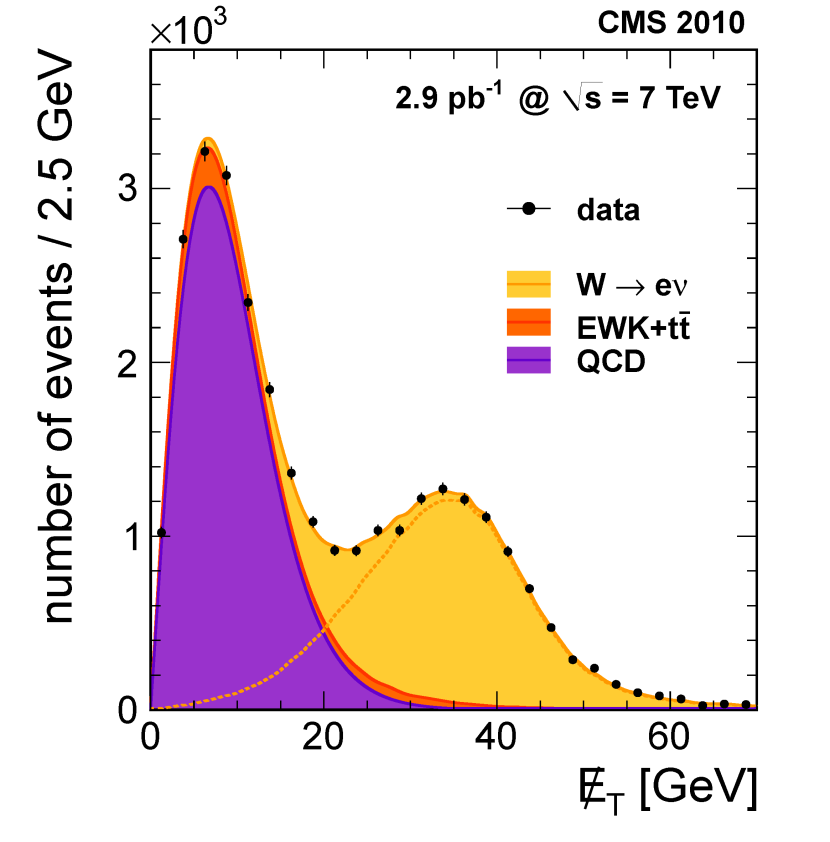 ×10³
CMS 2010
2.9 pb⁻¹ @ √s = 7 TeV
number of events / 2.5 GeV
3
2
1
0
data
W → eν
EWK+tt̄
QCD
0 20 40 60
E̸_T [GeV]